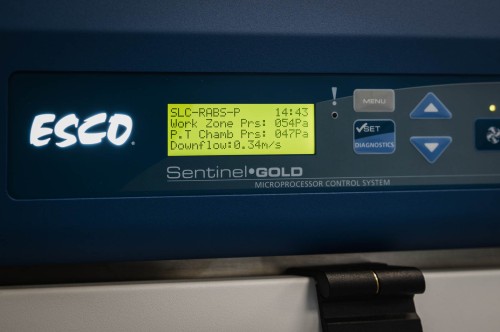 ESCO
SLC-RABS-P 14:43
Work Zone Prs: 054Pa
P.T Chamb Prs: 047Pa
Downflow:0.34m/s
!
MENU
✓SET
DIAGNOSTICS
Sentinel•GOLD
MICROPROCESSOR CONTROL SYSTEM